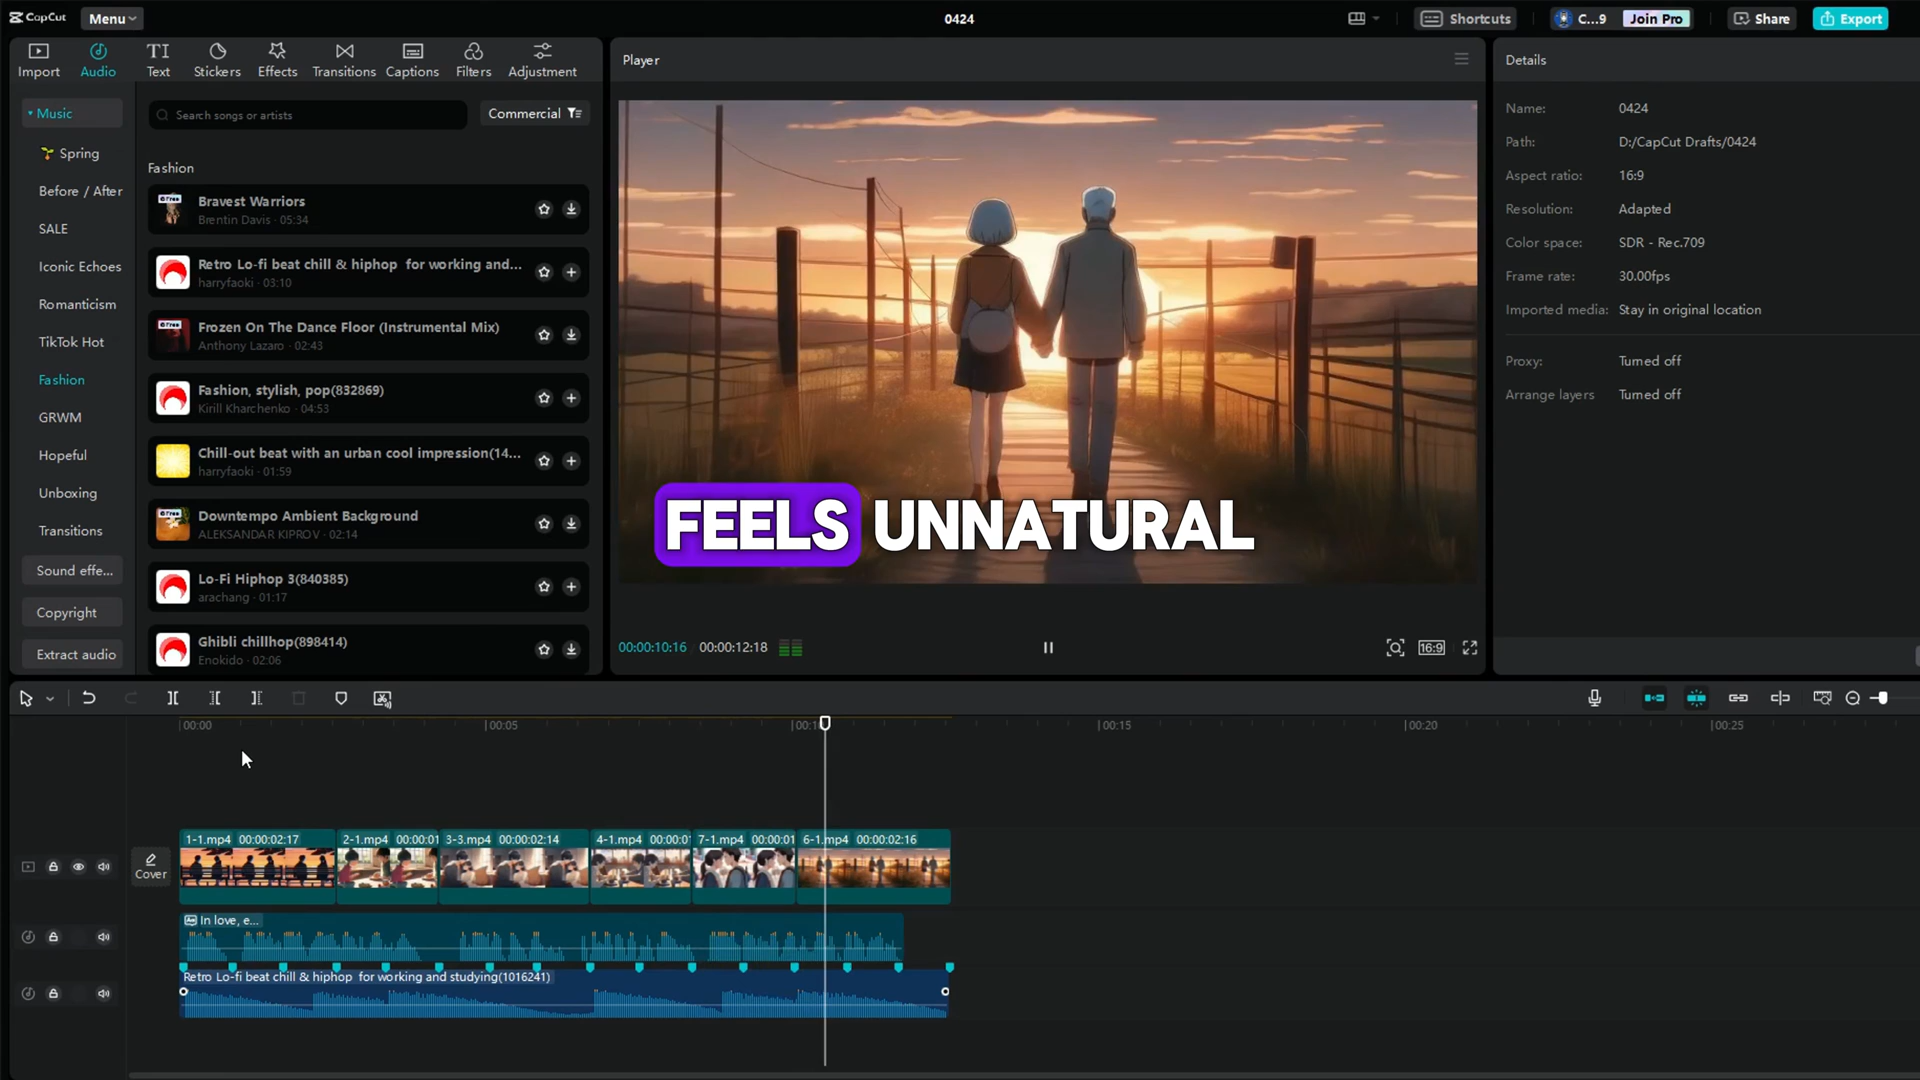 CapCut
Menu
0424
Shortcuts
C...9
Join Pro
Share
Export
Import
Audio
Text
Stickers
Effects
Transitions
Captions
Filters
Adjustment
Music
Spring
Before / After
SALE
Iconic Echoes
Romanticism
TikTok Hot
Fashion
GRWM
Hopeful
Unboxing
Transitions
Sound effe...
Copyright
Extract audio
Search songs or artists
Commercial
Fashion
Bravest Warriors
Brentin Davis · 05:34
Retro Lo-fi beat chill & hiphop for working and...
harryfaoki · 03:10
Frozen On The Dance Floor (Instrumental Mix)
Anthony Lazaro · 02:43
Fashion, stylish, pop(832869)
Kirill Kharchenko · 04:53
Chill-out beat with an urban cool impression(14...
harryfaoki · 01:59
Downtempo Ambient Background
ALEKSANDAR KIPROV · 02:14
Lo-Fi Hiphop 3(840385)
arachang · 01:17
Ghibli chillhop(898414)
Enokido · 02:06
Player
FEELS UNNATURAL
00:00:10:16
00:00:12:18
16:9
Details
Name: 0424
Path: D:/CapCut Drafts/0424
Aspect ratio: 16:9
Resolution: Adapted
Color space: SDR - Rec.709
Frame rate: 30.00fps
Imported media: Stay in original location
Proxy: Turned off
Arrange layers Turned off
00:00
00:05
00:15
00:20
00:25
Cover
1-1.mp4 00:00:02:17
2-1.mp4 00:00:01
3-3.mp4 00:00:02:14
4-1.mp4 00:00:01
7-1.mp4 00:00:01
6-1.mp4 00:00:02:16
In love, e...
Retro Lo-fi beat chill & hiphop for working and studying(1016241)